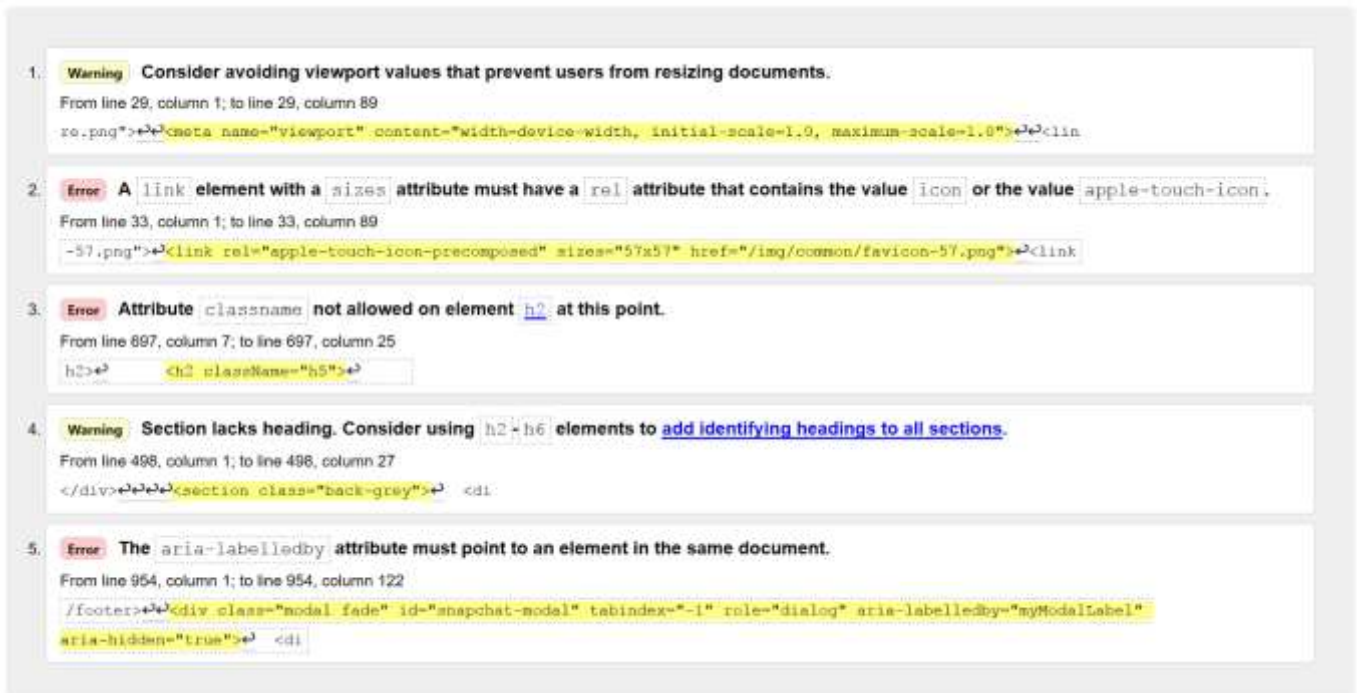 1. Warning Consider avoiding viewport values that prevent users from resizing documents.
From line 29, column 1; to line 29, column 89
re.png">↩↩<meta name="viewport" content="width=device-width, initial-scale=1.0, maximum-scale=1.0">↩↩<lin
2. Error A link element with a sizes attribute must have a rel attribute that contains the value icon or the value apple-touch-icon.
From line 33, column 1; to line 33, column 89
-57.png">↩<link rel="apple-touch-icon-precomposed" sizes="57x57" href="/img/common/favicon-57.png">↩<link
3. Error Attribute classname not allowed on element h2 at this point.
From line 697, column 7; to line 697, column 25
h2>↩ <h2 className="h5">↩
4. Warning Section lacks heading. Consider using h2-h6 elements to add identifying headings to all sections.
From line 498, column 1; to line 498, column 27
</div>↩↩↩↩<section class="back-grey">↩ <di
5. Error The aria-labelledby attribute must point to an element in the same document.
From line 954, column 1; to line 954, column 122
/footer>↩↩<div class="modal fade" id="snapchat-modal" tabindex="-1" role="dialog" aria-labelledby="myModalLabel"
aria-hidden="true">↩ <di